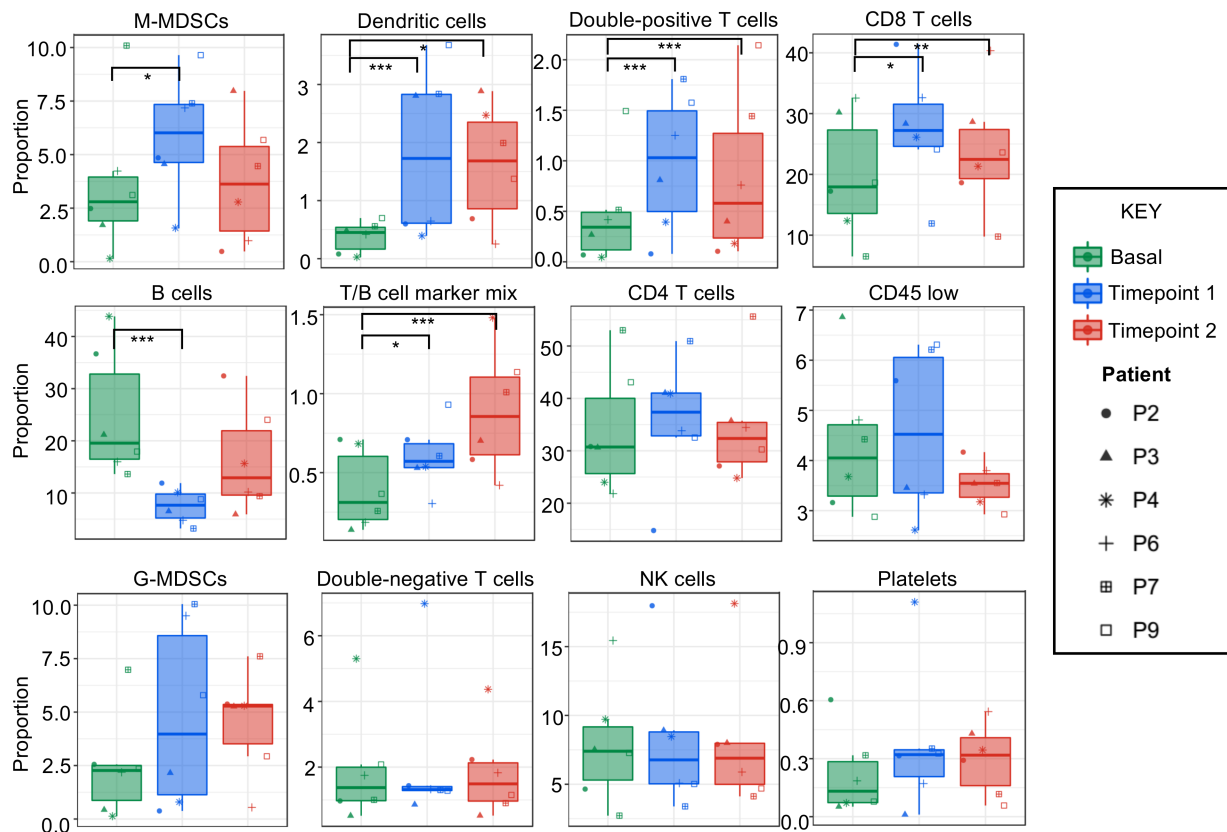 M-MDSCs
Dendritic cells
Double-positive T cells
CD8 T cells
Proportion
10.0
7.5
5.0
2.5
0.0
*
3
2
1
0
***
*
2.0
1.5
1.0
0.5
0.0
***
***
40
30
20
10
**
*
B cells
T/B cell marker mix
CD4 T cells
CD45 low
Proportion
40
30
20
10
***
1.5
1.0
0.5
***
*
50
40
30
20
7
6
5
4
3
G-MDSCs
Double-negative T cells
NK cells
Platelets
Proportion
10.0
7.5
5.0
2.5
0.0
6
4
2
15
10
5
0.9
0.6
0.3
0.0
KEY
Basal
Timepoint 1
Timepoint 2
Patient
P2
P3
P4
P6
P7
P9